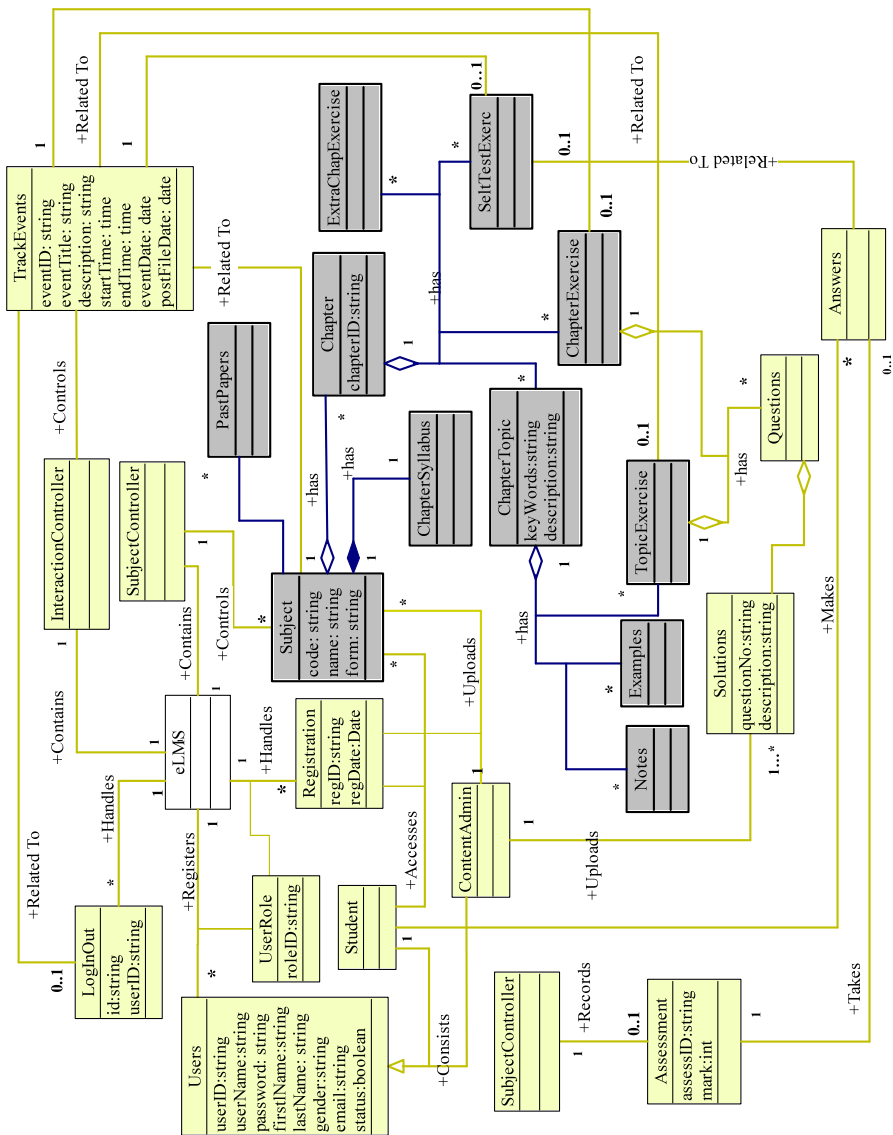 Users
userID:string
userName:string
password: string
firstlName:string
lastName: string
gender:string
email:string
status:boolean
*
+Registers
1
LogInOut
id:string
userID:string
0..1
+Related To
*
+Handles
1
UserRole
roleID:string
eLMS
1
+Contains
1
InteractionController
+Controls
TrackEvents
eventID: string
eventTitle: string
description: string
startTime: time
endTime: time
eventDate: date
postFileDate: date
1
+Related To
1
1
+Contains
SubjectController
1
+Controls
*
1
+Handles
*
Registration
regID:string
regDate:Date
Subject
code: string
name: string
form: string
1
+Related To
PastPapers
*
+has
*
Chapter
chapterID:string
1
1
+has
1
ChapterSyllabus
ExtraChapExercise
*
Student
1
+Accesses
*
+Uploads
*
+Consists
ContentAdmin
1
1
+Uploads
1...*
+has
*
SeltTestExerc
0..1
0..1
+Related To
*
ChapterExercise
0..1
1
*
ChapterTopic
keyWords:string
description:string
1
+has
*
Notes
*
Examples
*
TopicExercise
0..1
+Related To
1
+has
*
Questions
Solutions
questionNo:string
description:string
SubjectController
1
+Records
0..1
Assessment
assessID:string
mark:int
1
+Takes
+Makes
*
0..1
Answers